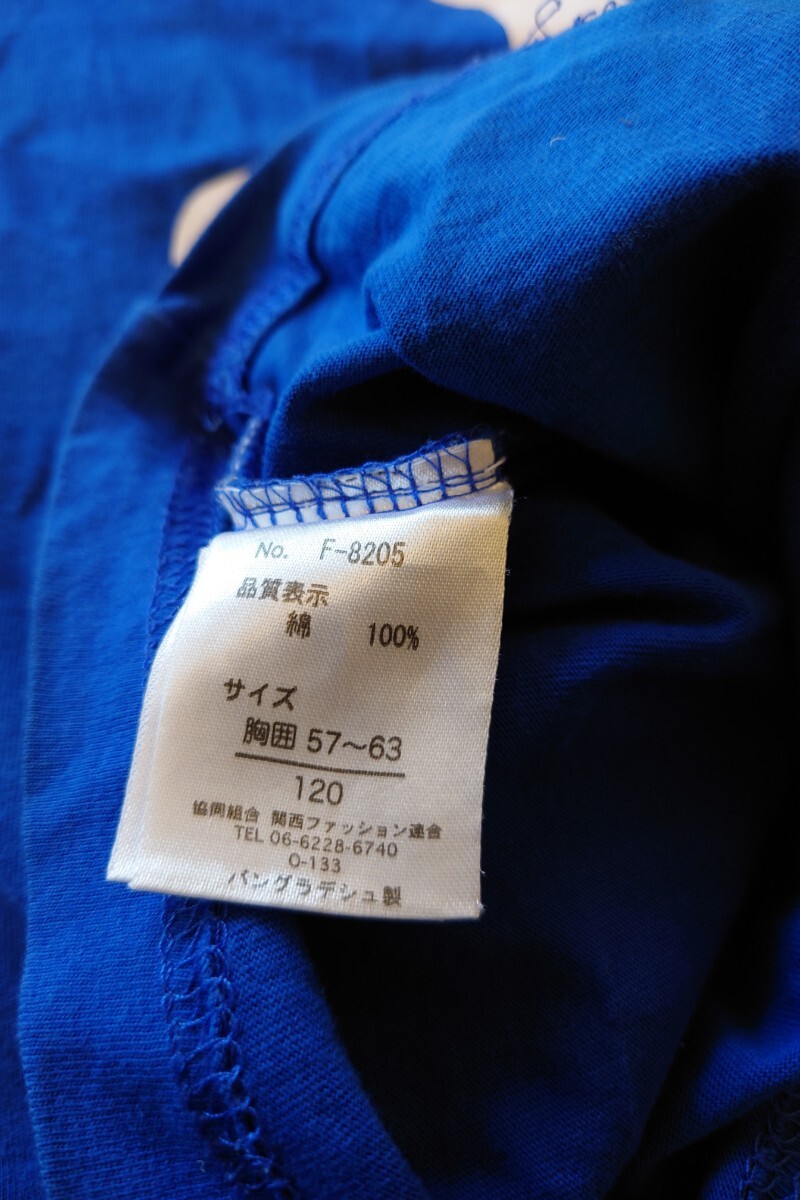 No. F-8205
品質表示
綿 100%
サイズ
胸囲 57～63
120
協同組合 関西ファッション連合
TEL 06-6228-6740
O-133
バングラデシュ製